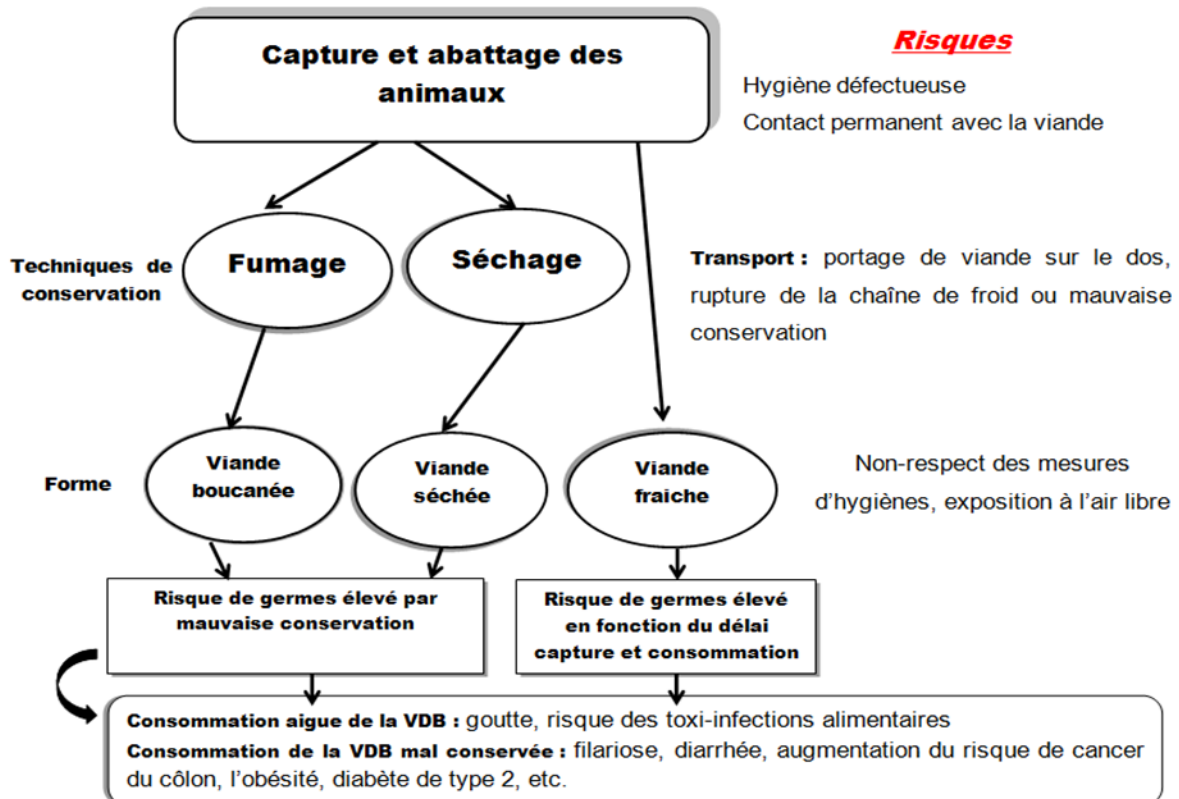 Capture et abattage des
animaux
Risques
Hygiène défectueuse
Contact permanent avec la viande
Techniques de
conservation
Fumage
Séchage
Transport : portage de viande sur le dos,
rupture de la chaîne de froid ou mauvaise
conservation
Forme
Viande
boucanée
Viande
séchée
Viande
fraiche
Non-respect des mesures
d’hygiènes, exposition à l’air libre
Risque de germes élevé par
mauvaise conservation
Risque de germes élevé
en fonction du délai
capture et consommation
Consommation aigue de la VDB : goutte, risque des toxi-infections alimentaires
Consommation de la VDB mal conservée : filariose, diarrhée, augmentation du risque de cancer
du côlon, l’obésité, diabète de type 2, etc.